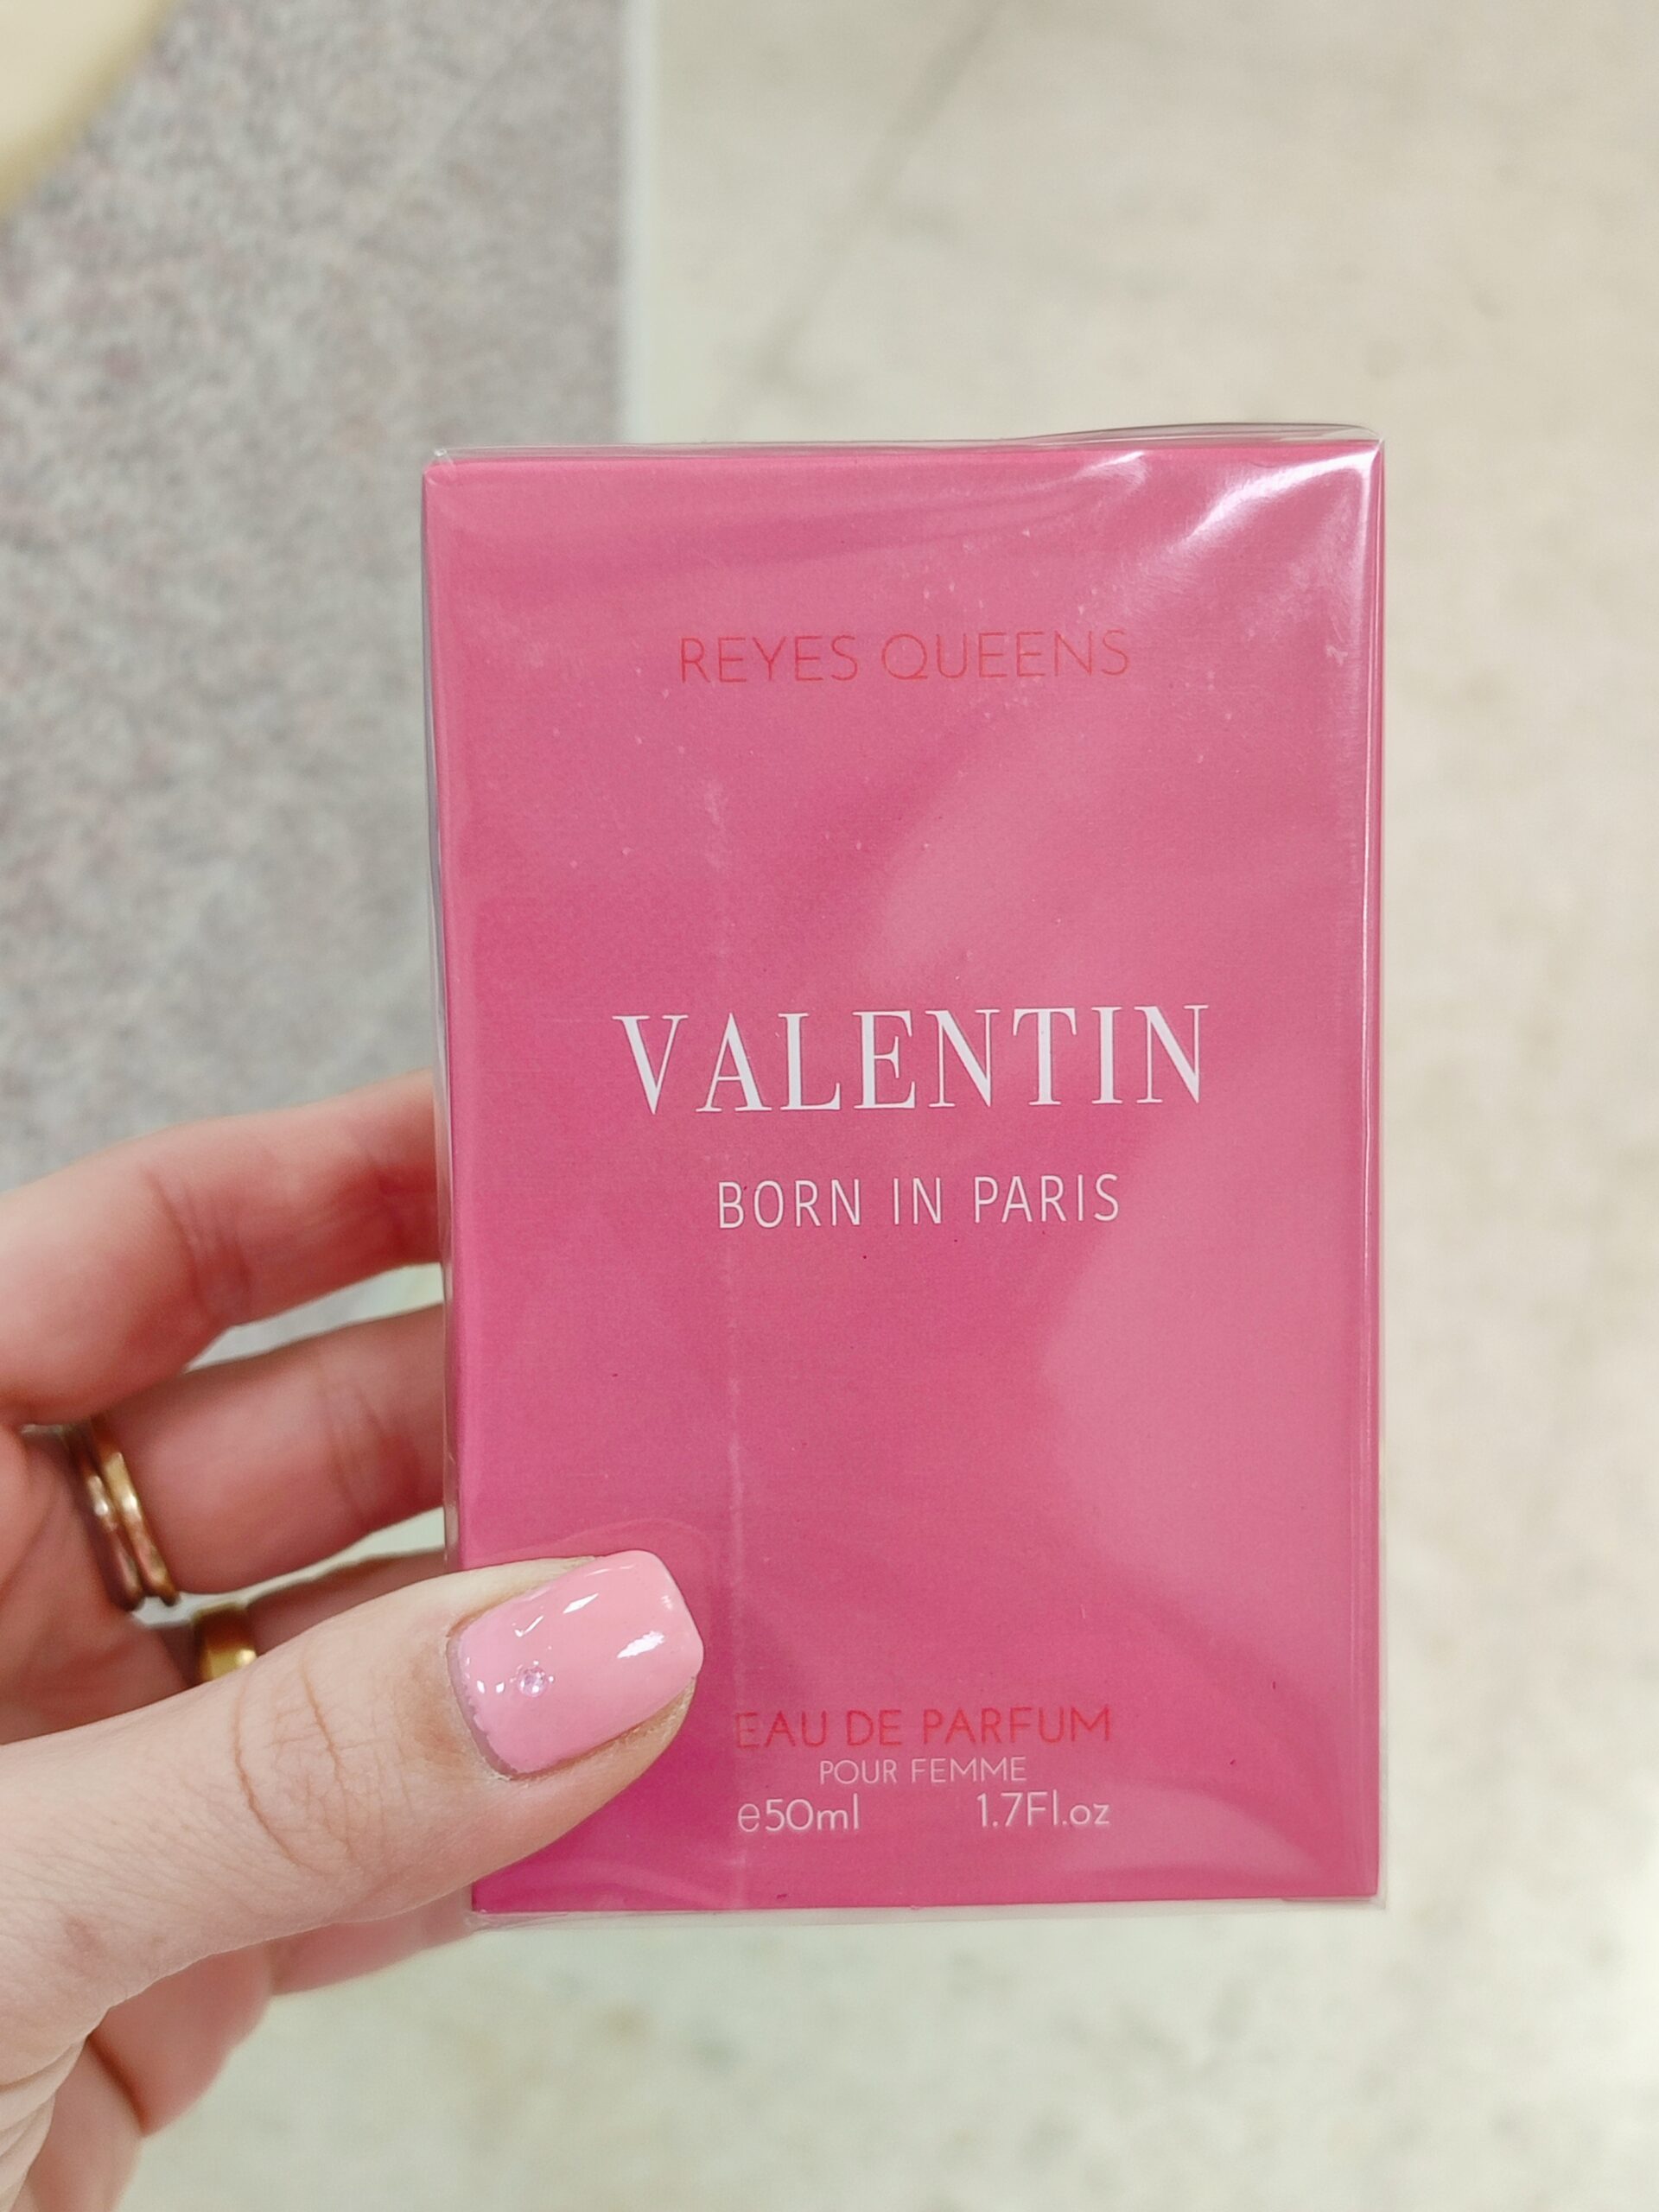 REYES QUEENS
VALENTIN
BORN IN PARIS
EAU DE PARFUM
POUR FEMME
e50ml 1.7Fl.oz